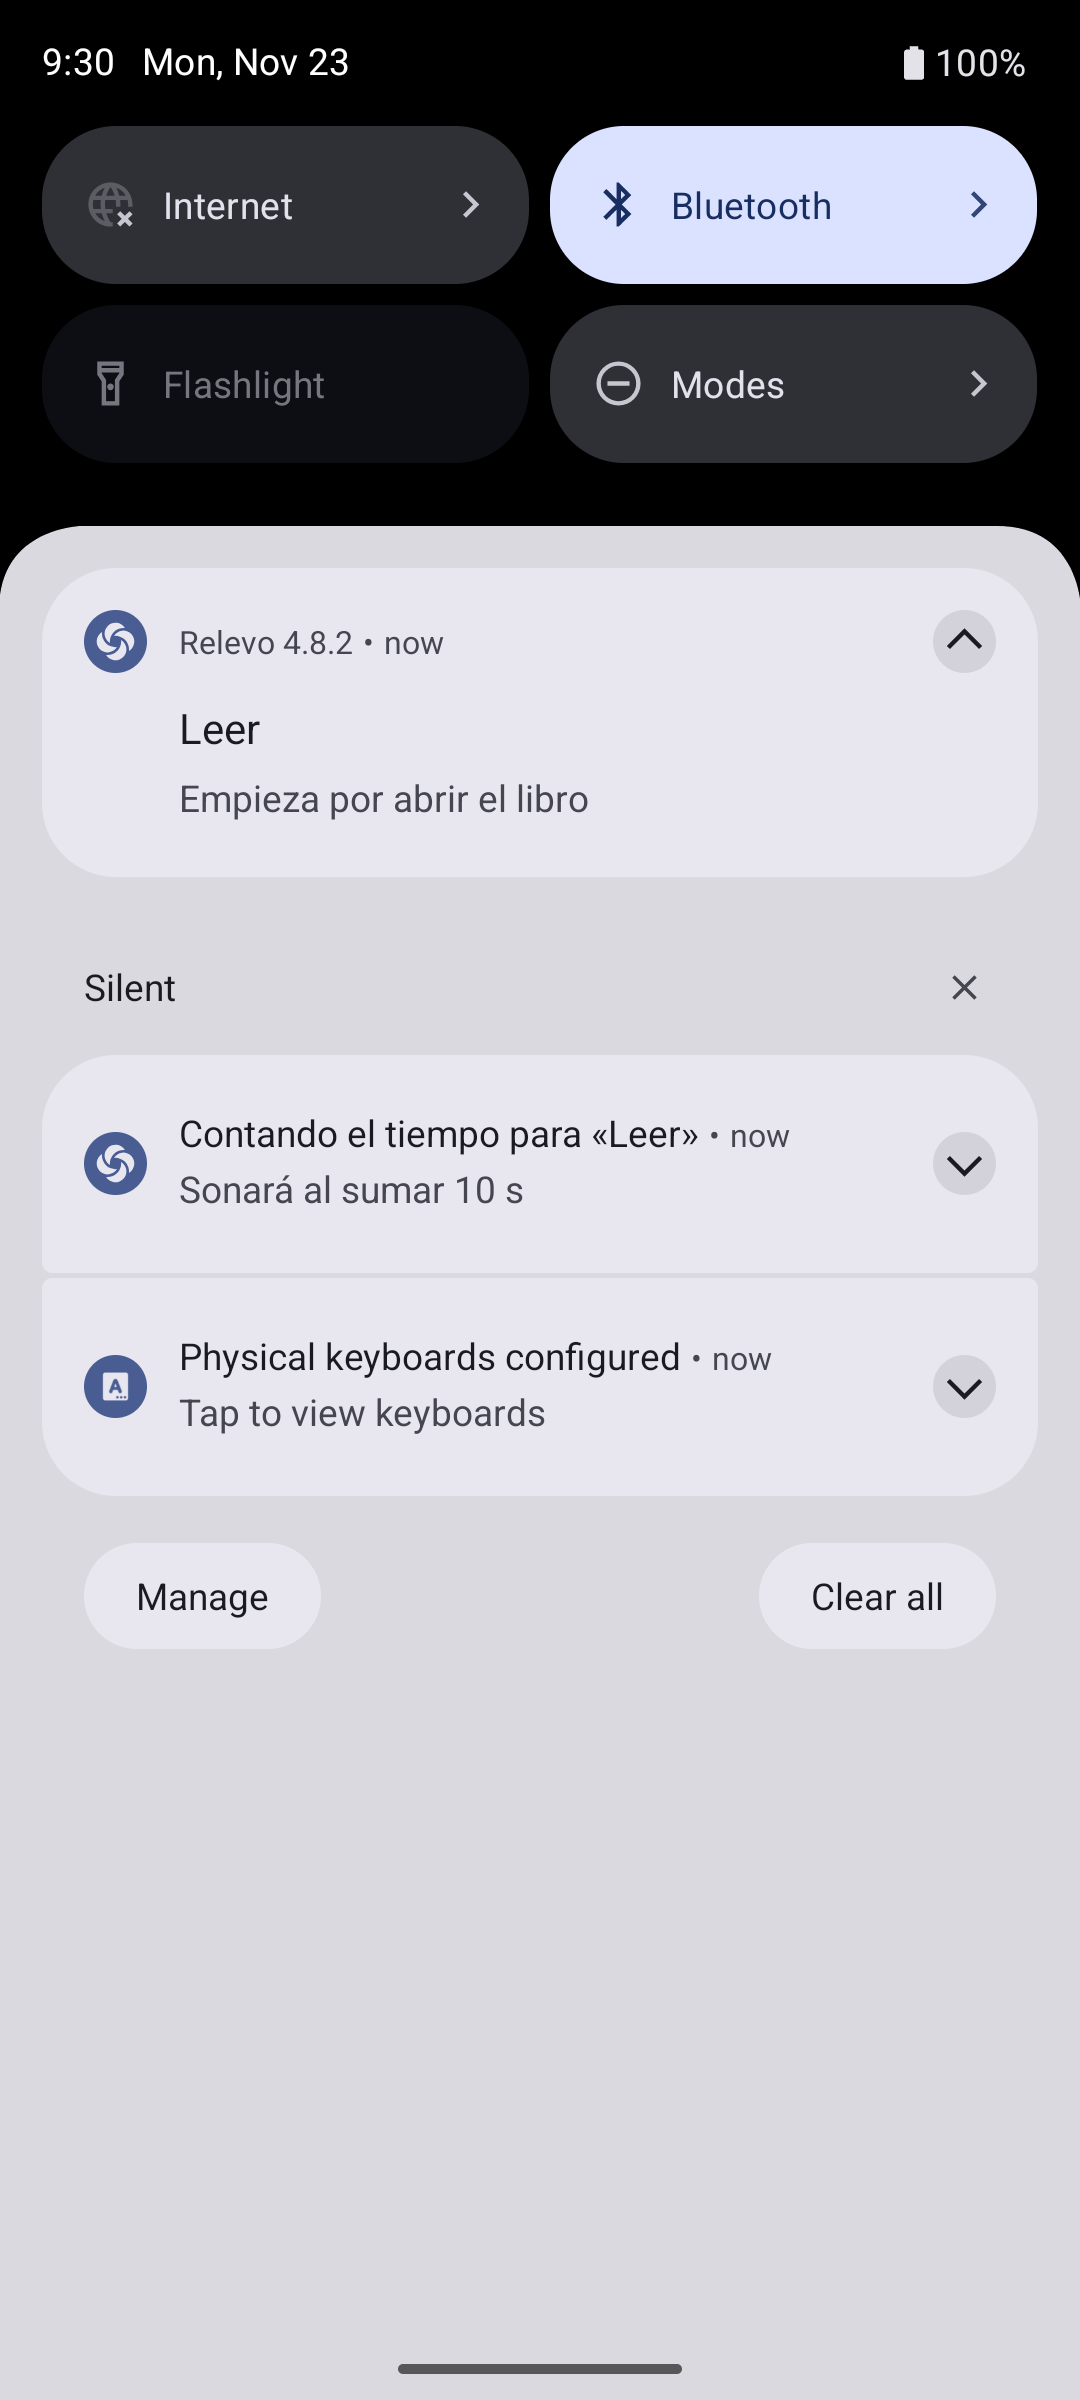 9:30 Mon, Nov 23 100%
Internet
Bluetooth
Flashlight
Modes
Relevo 4.8.2 • now
Leer
Empieza por abrir el libro
Silent
Contando el tiempo para «Leer» • now
Sonará al sumar 10 s
Physical keyboards configured • now
Tap to view keyboards
Manage
Clear all